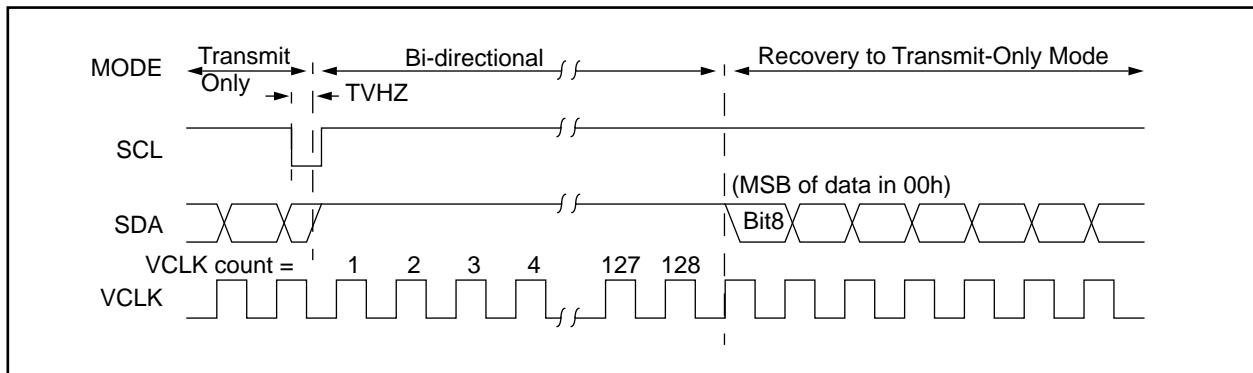 MODE
Transmit
Only
Bi-directional
Recovery to Transmit-Only Mode
TVHZ
SCL
(MSB of data in 00h)
SDA
Bit8
VCLK count = 1 2 3 4 127 128
VCLK